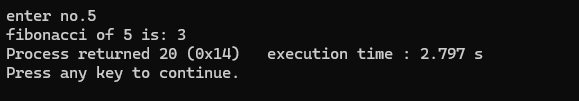 enter no.5
fibonacci of 5 is: 3
Process returned 20 (0x14)   execution time : 2.797 s
Press any key to continue.